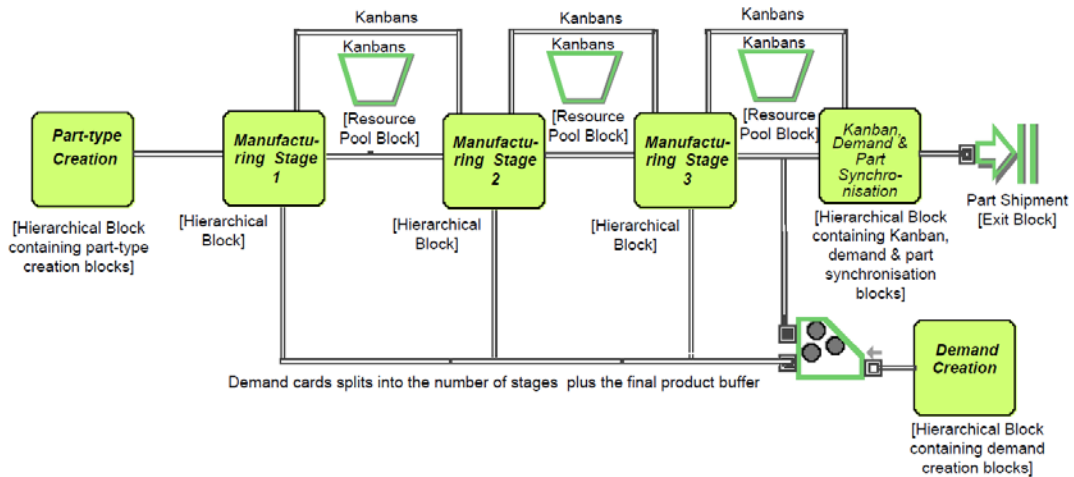 Kanbans
Kanbans
Kanbans
Kanbans
Kanbans
Kanbans
[Resource
Pool Block]
[Resource
Pool Block]
[Resource
Pool Block]
Part-type
Creation
Manufactu-
ring Stage
1
Manufactu-
ring Stage
2
Manufactu-
ring Stage
3
Kanban,
Demand &
Part
Synchro-
nisation
Part Shipment
[Exit Block]
[Hierarchical Block
containing part-type
creation blocks]
[Hierarchical
Block]
[Hierarchical
Block]
[Hierarchical
Block]
[Hierarchical Block
containing Kanban,
demand & part
synchronisation
blocks]
Demand
Creation
Demand cards splits into the number of stages plus the final product buffer
[Hierarchical Block
containing demand
creation blocks]